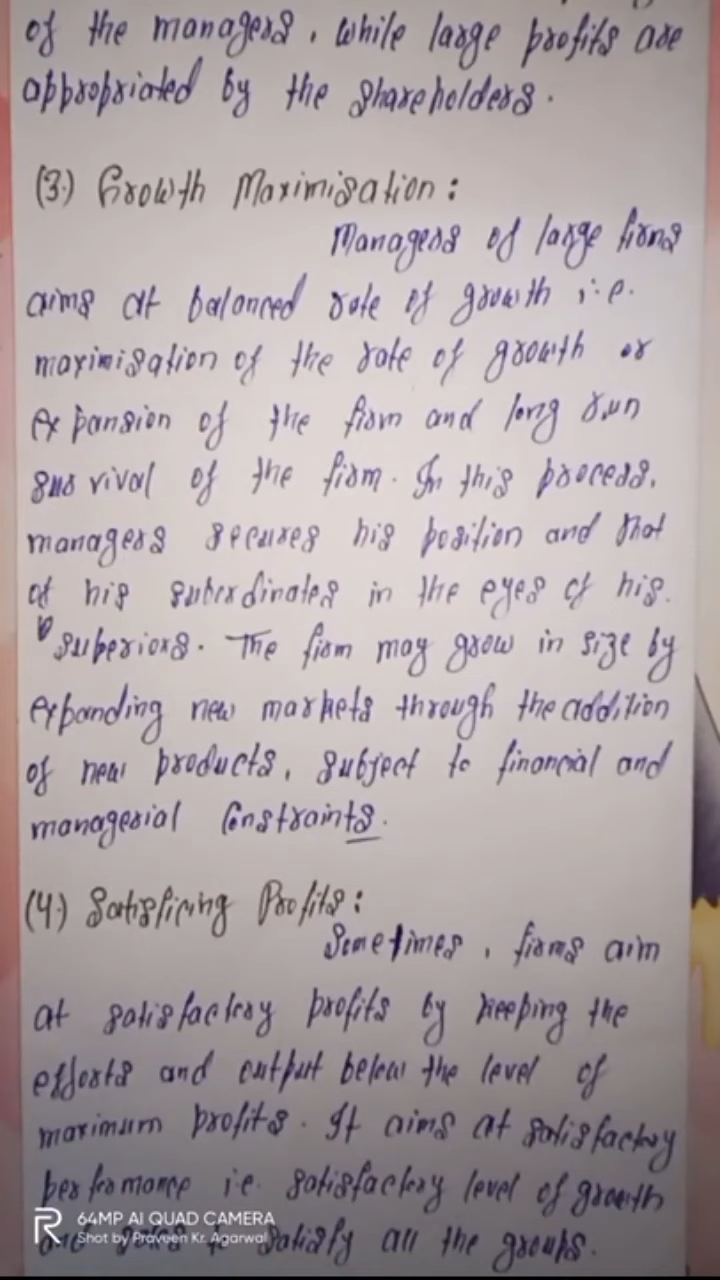 of the managers, while large profits are
appropriated by the shareholders.
(3.) Growth Maximisation:
Managers of large firms
aims at balanced rate of growth i.e.
maximisation of the rate of growth or
expansion of the firm and long run
survival of the firm. In this process,
managers secures his position and that
of his subordinates in the eyes of his
superiors. The firm may grow in size by
expanding new markets through the addition
of new products, subject to financial and
managerial constraints.
(4.) Satisficing Profits:
Sometimes, firms aim
at satisfactory profits by keeping the
efforts and output below the level of
maximum profits. It aims at satisfactory
performance i.e. satisfactory level of growth
to satisfy all the groups.
64MP AI QUAD CAMERA
Shot by Praveen Kr. Agarwal